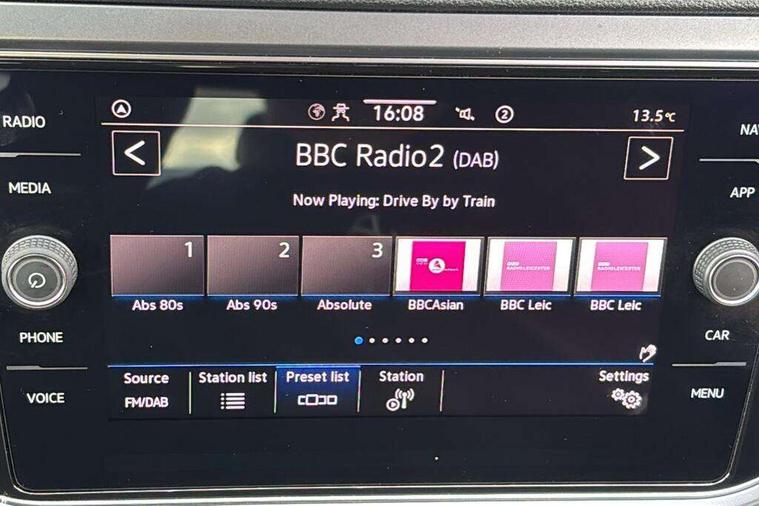 RADIO
MEDIA
PHONE
VOICE
16:08
2
13.5°C
BBC Radio2 (DAB)
Now Playing: Drive By by Train
1
2
3
Abs 80s
Abs 90s
Absolute
BBCAsian
BBC Leic
BBC Leic
Source
FM/DAB
Station list
Preset list
Station
Settings
NA
APP
CAR
MENU